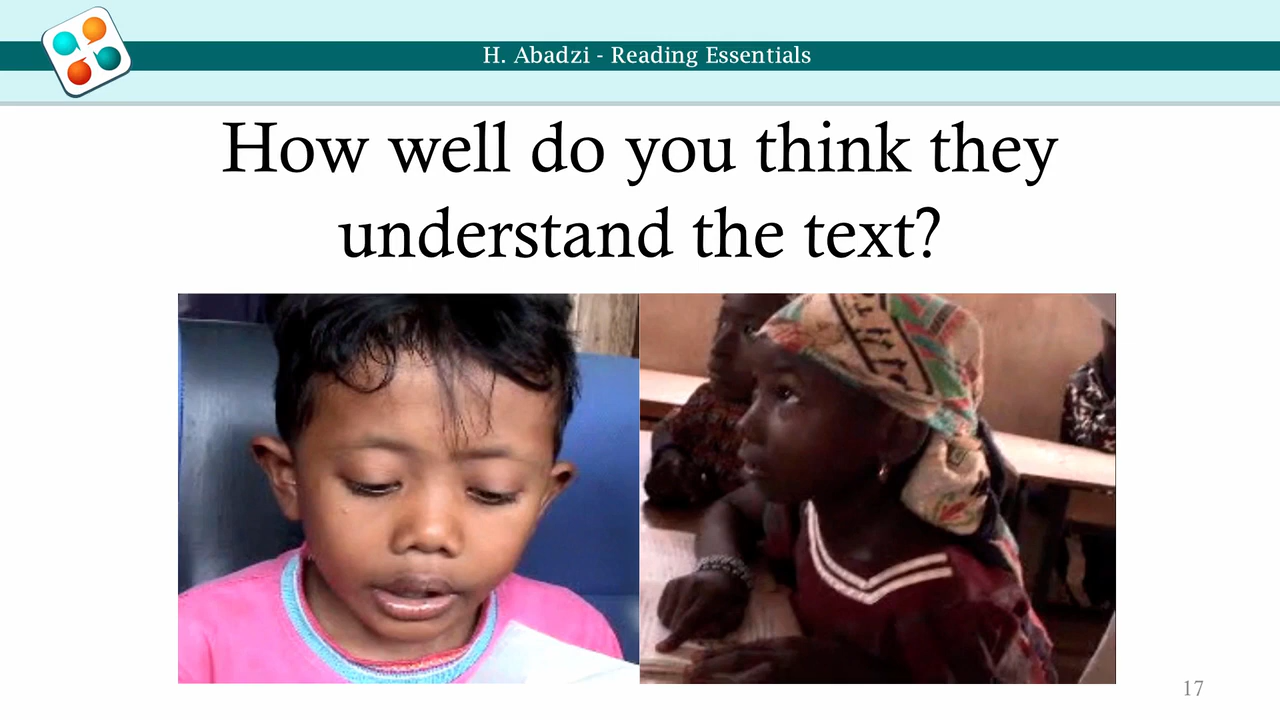 H. Abadzi - Reading Essentials
How well do you think they
understand the text?
17